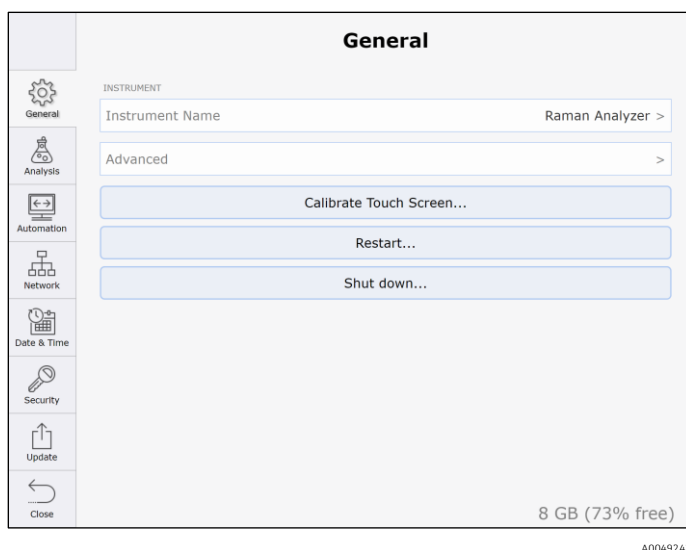 General
INSTRUMENT
General
Instrument Name Raman Analyzer >
Advanced >
Analysis
Calibrate Touch Screen...
Automation
Restart...
Network
Shut down...
Date & Time
Security
Update
Close
8 GB (73% free)
A004924